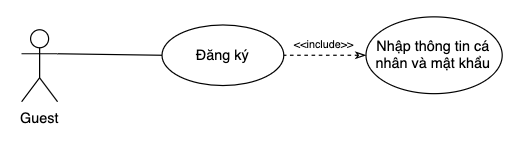 <<include>>
Đăng ký
Nhập thông tin cá
nhân và mật khẩu
Guest